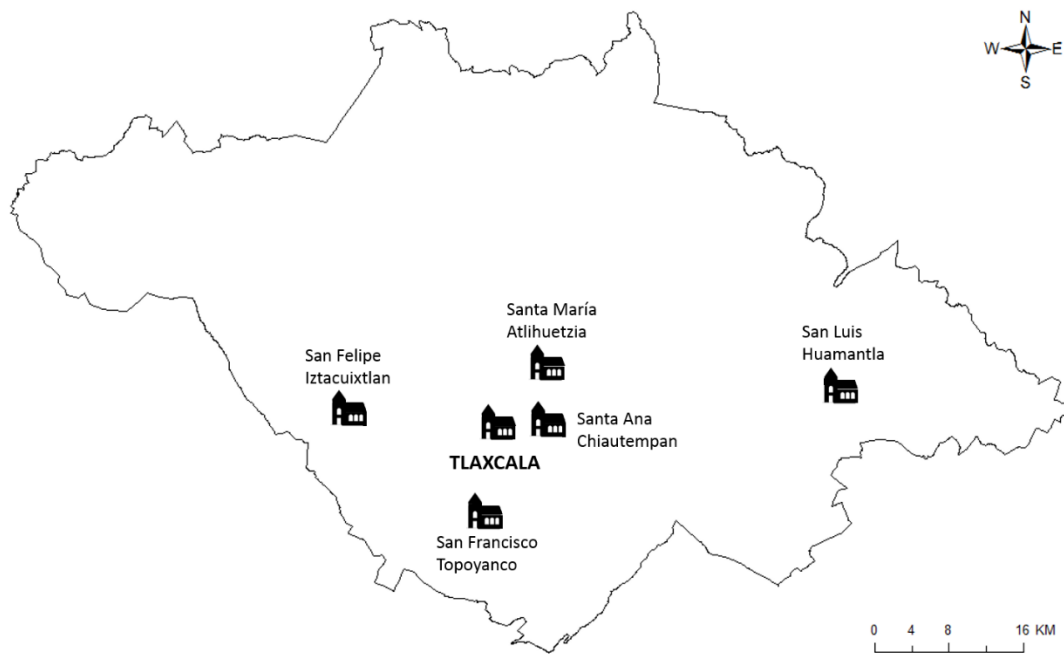 N
W E
S
Santa María
Atlihuetzia
San Luis
Huamantla
San Felipe
Iztacuixtlan
Santa Ana
Chiautempan
TLAXCALA
San Francisco
Topoyanco
0 4 8 16 KM